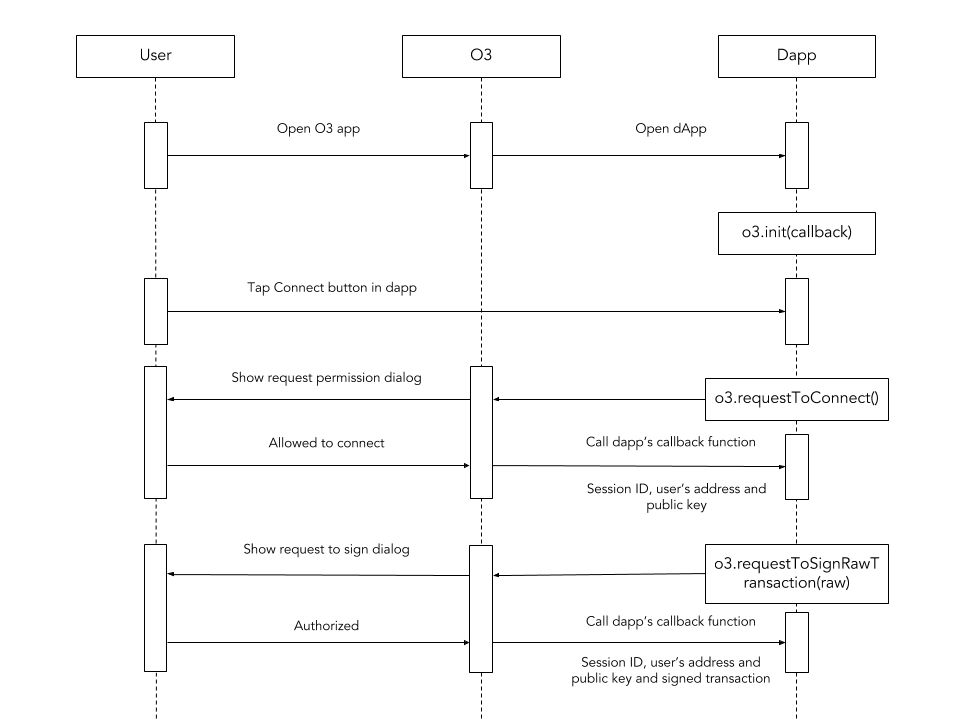 User
O3
Dapp
Open O3 app
Open dApp
o3.init(callback)
Tap Connect button in dapp
Show request permission dialog
o3.requestToConnect()
Allowed to connect
Call dapp's callback function
Session ID, user's address and
public key
Show request to sign dialog
o3.requestToSignRawT
ransaction(raw)
Authorized
Call dapp's callback function
Session ID, user's address and
public key and signed transaction